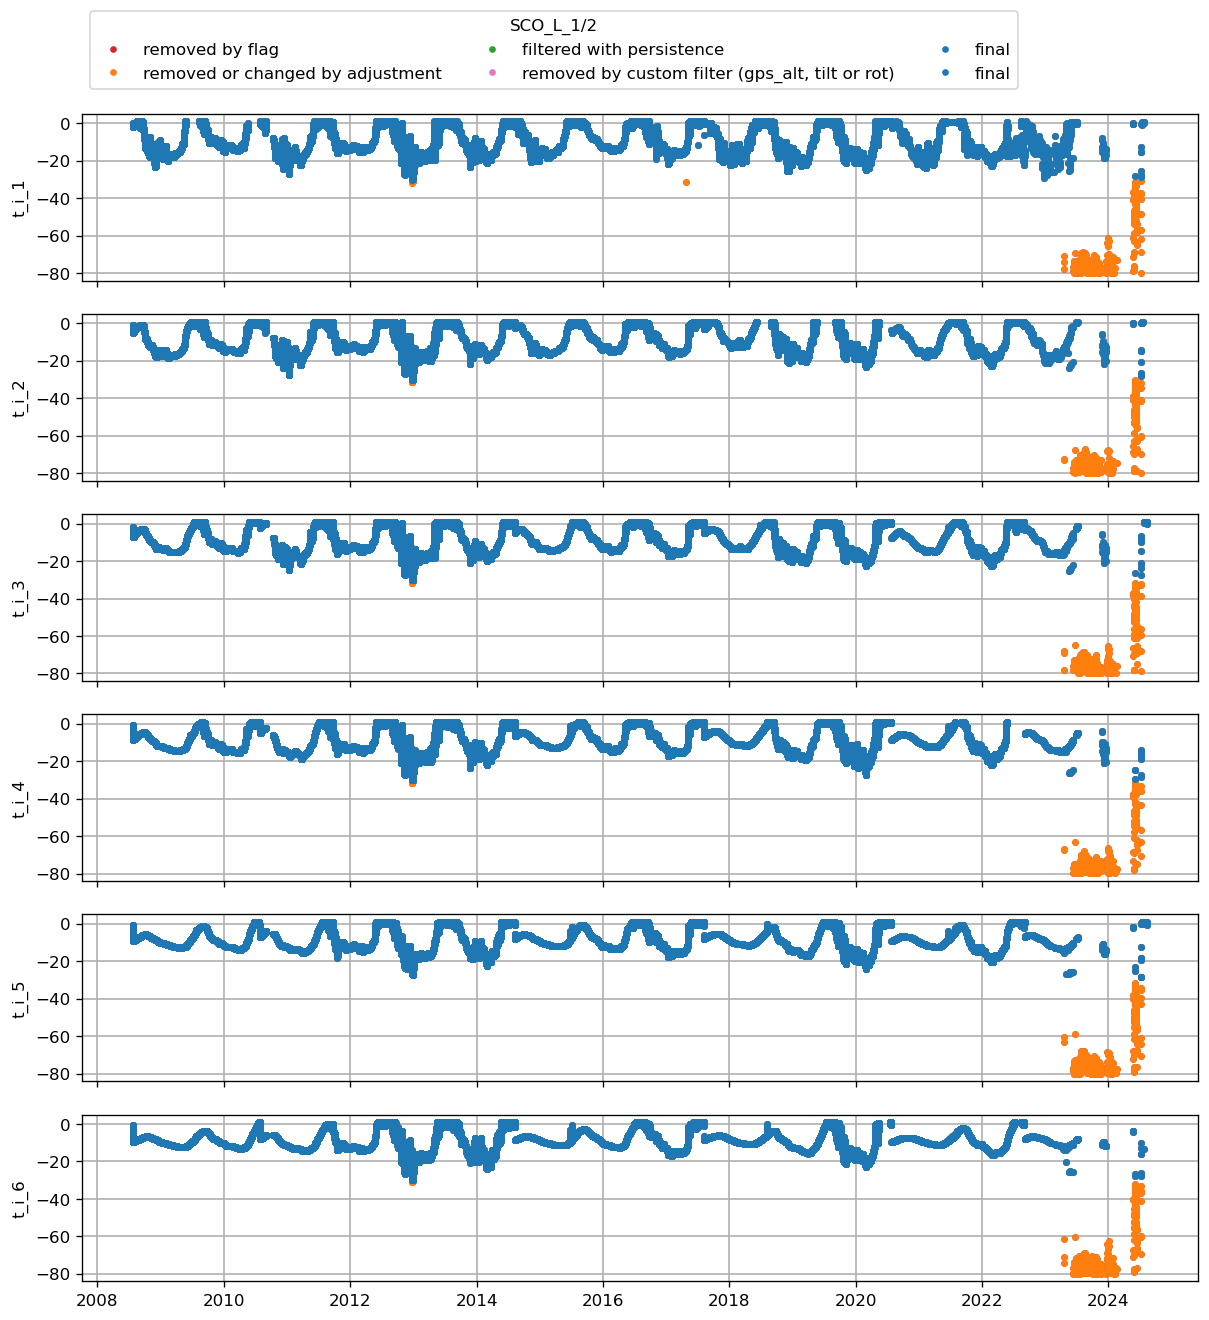 SCO_L_1/2
removed by flag
filtered with persistence
final
removed or changed by adjustment
removed by custom filter (gps_alt, tilt or rot)
final
0
−20
−40
−60
−80
t_i_1
0
−20
−40
−60
−80
t_i_2
0
−20
−40
−60
−80
t_i_3
0
−20
−40
−60
−80
t_i_4
0
−20
−40
−60
−80
t_i_5
0
−20
−40
−60
−80
t_i_6
2008 2010 2012 2014 2016 2018 2020 2022 2024